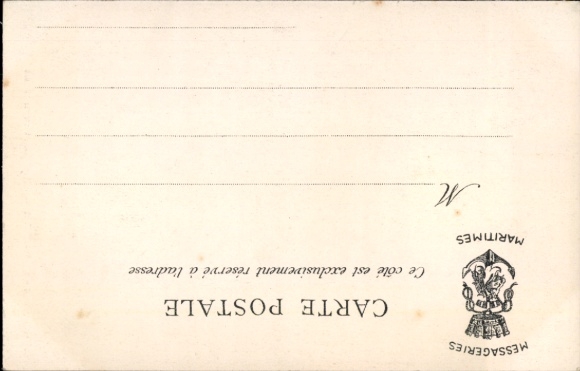 MESSAGERIES
MARITIMES
CARTE POSTALE
Ce côté est exclusivement réservé à l'adresse
M